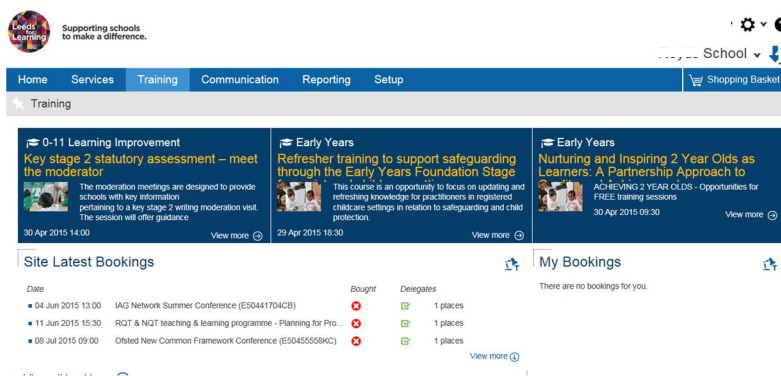 Leeds
for
Learning
Supporting schools
to make a difference.
School
Home Services Training Communication Reporting Setup Shopping Basket
Training
0-11 Learning Improvement
Key stage 2 statutory assessment – meet
the moderator
The moderation meetings are designed to provide
schools with key information
pertaining to a key stage 2 writing moderation visit.
The session will offer guidance
30 Apr 2015 14:00 View more
Early Years
Refresher training to support safeguarding
through the Early Years Foundation Stage
This course is an opportunity to focus on updating and
refreshing knowledge for practitioners in registered
childcare settings in relation to safeguarding and child
protection.
29 Apr 2015 18:30 View more
Early Years
Nurturing and Inspiring 2 Year Olds as
Learners: A Partnership Approach to
ACHIEVING 2 YEAR OLDS - Opportunities for
FREE training sessions
30 Apr 2015 09:30 View more
Site Latest Bookings
Date Bought Delegates
04 Jun 2015 13:00 IAG Network Summer Conference (E50441704CB) 1 places
11 Jun 2015 15:30 RQT & NQT teaching & learning programme - Planning for Pro... 1 places
08 Jul 2015 09:00 Ofsted New Common Framework Conference (E50455558KC) 1 places
View more
My Bookings
There are no bookings for you.